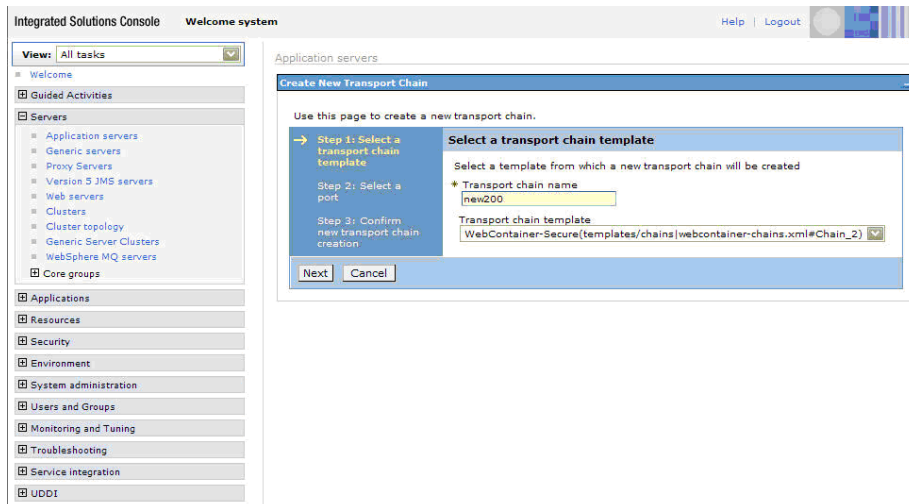 Integrated Solutions Console Welcome system
Help | Logout
View: All tasks
Welcome
Guided Activities
Servers
Application servers
Generic servers
Proxy Servers
Version 5 JMS servers
Web servers
Clusters
Cluster topology
Generic Server Clusters
WebSphere MQ servers
Core groups
Applications
Resources
Security
Environment
System administration
Users and Groups
Monitoring and Tuning
Troubleshooting
Service integration
UDDI
Application servers
Create New Transport Chain
Use this page to create a new transport chain.
Step 1: Select a
transport chain
template
Step 2: Select a
port
Step 3: Confirm
new transport chain
creation
Select a transport chain template
Select a template from which a new transport chain will be created
* Transport chain name
new200
Transport chain template
WebContainer-Secure(templates/chains|webcontainer-chains.xml#Chain_2)
Next Cancel